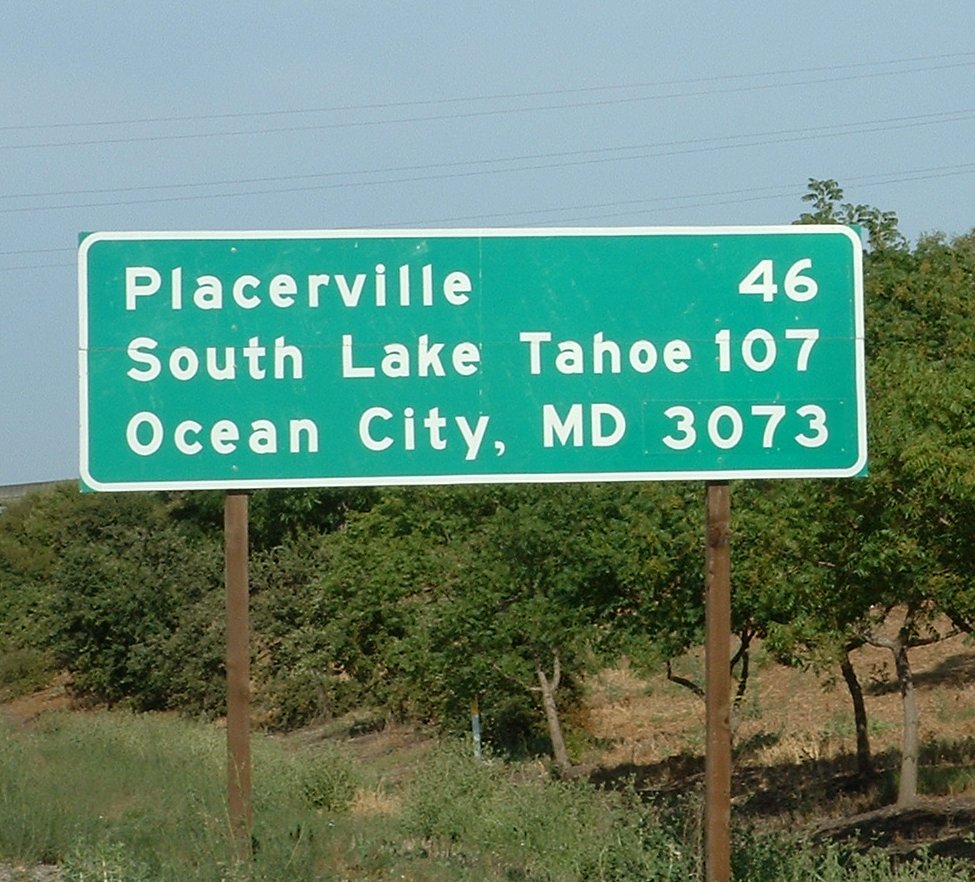 Placerville 46
South Lake Tahoe 107
Ocean City, MD 3073